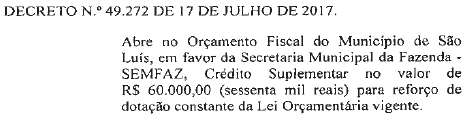 DECRETO N.º 49.272 DE 17 DE JULHO DE 2017.
Abre no Orçamento Fiscal do Município de São
Luís, em favor da Secretaria Municipal da Fazenda -
SEMFAZ, Crédito Suplementar no valor de
R$ 60.000,00 (sessenta mil reais) para reforço de
dotação constante da Lei Orçamentária vigente.